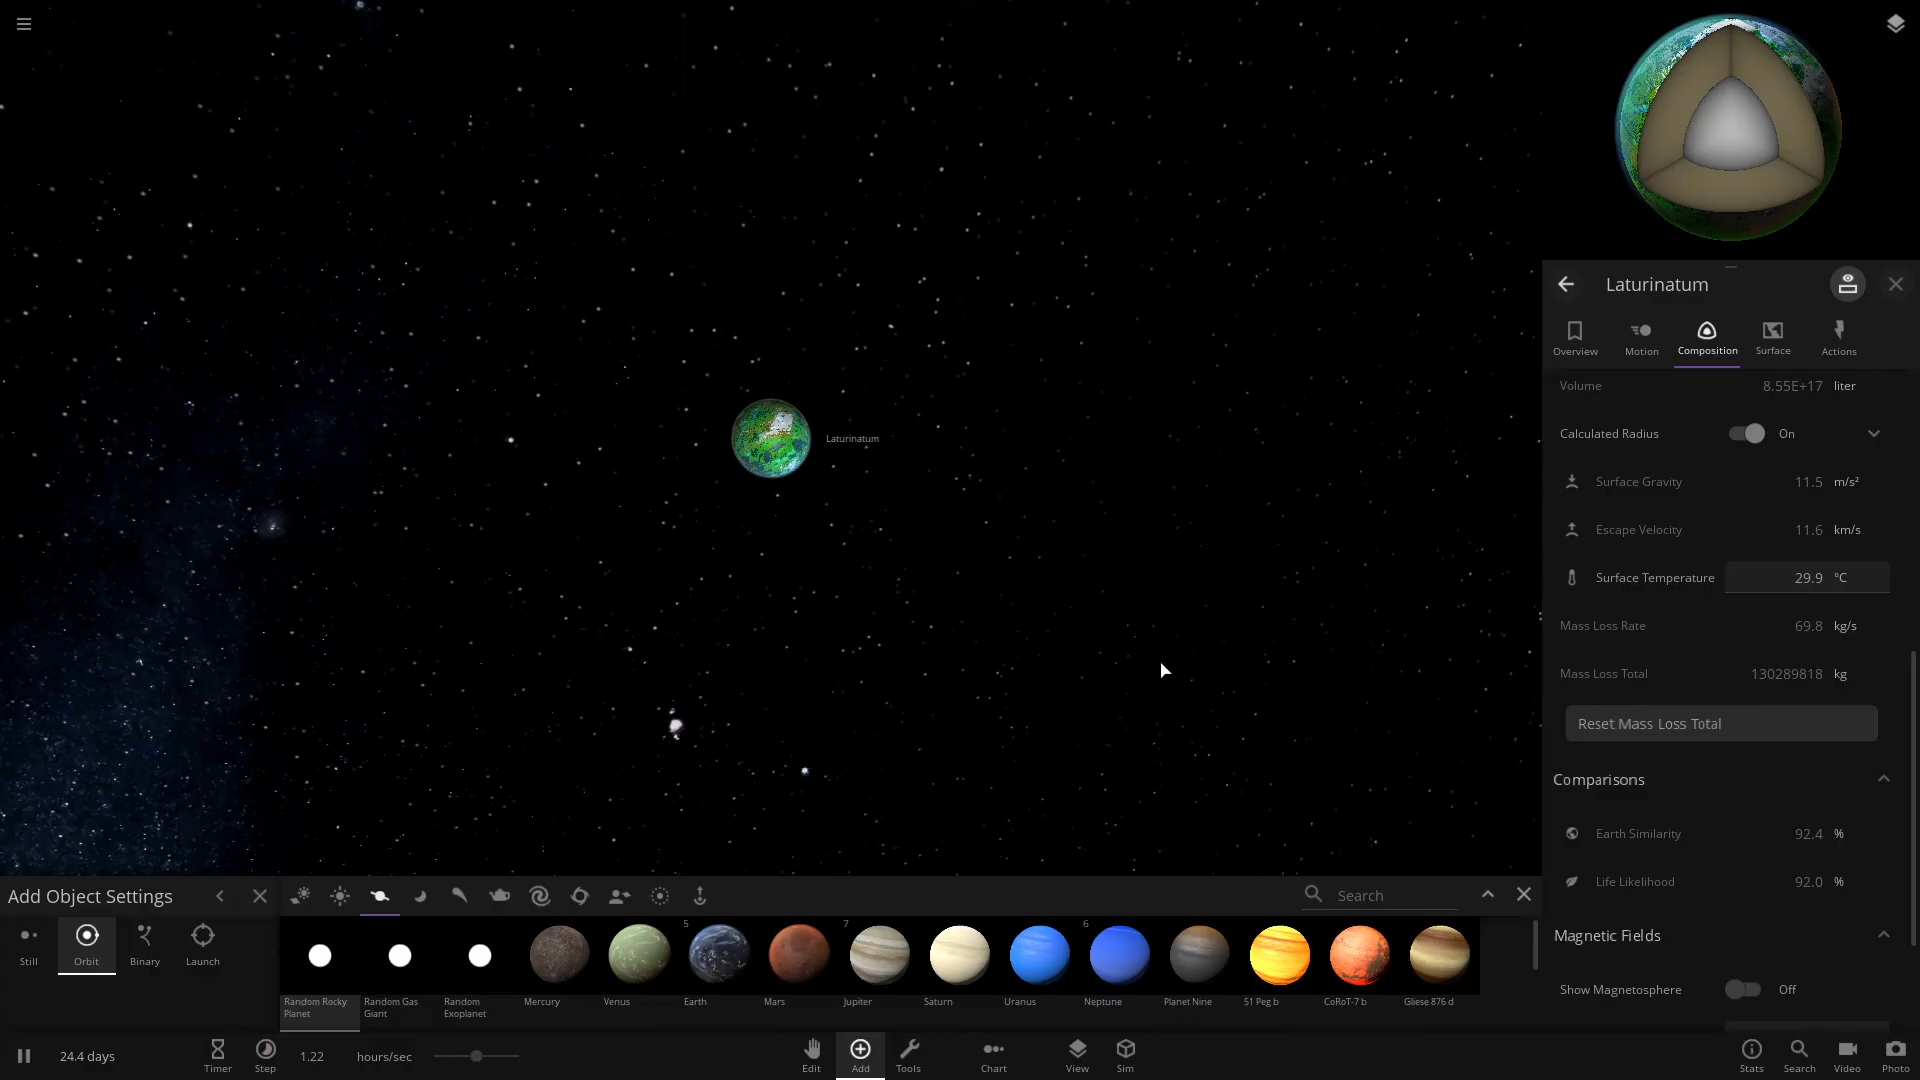 Laturinatum
Laturinatum
Overview
Motion
Composition
Surface
Actions
Volume 8.55E+17 liter
Calculated Radius On
Surface Gravity 11.5 m/s²
Escape Velocity 11.6 km/s
Surface Temperature 29.9 °C
Mass Loss Rate 69.8 kg/s
Mass Loss Total 130289818 kg
Reset Mass Loss Total
Comparisons
Earth Similarity 92.4 %
Life Likelihood 92.0 %
Magnetic Fields
Show Magnetosphere Off
Add Object Settings
Search
Still
Orbit
Binary
Launch
5
7
6
Random Rocky
Planet
Random Gas
Giant
Random
Exoplanet
Mercury
Venus
Earth
Mars
Jupiter
Saturn
Uranus
Neptune
Planet Nine
51 Peg b
CoRoT-7 b
Gliese 876 d
24.4 days
Timer
Step
1.22 hours/sec
Edit
Add
Tools
Chart
View
Sim
Stats
Search
Video
Photo